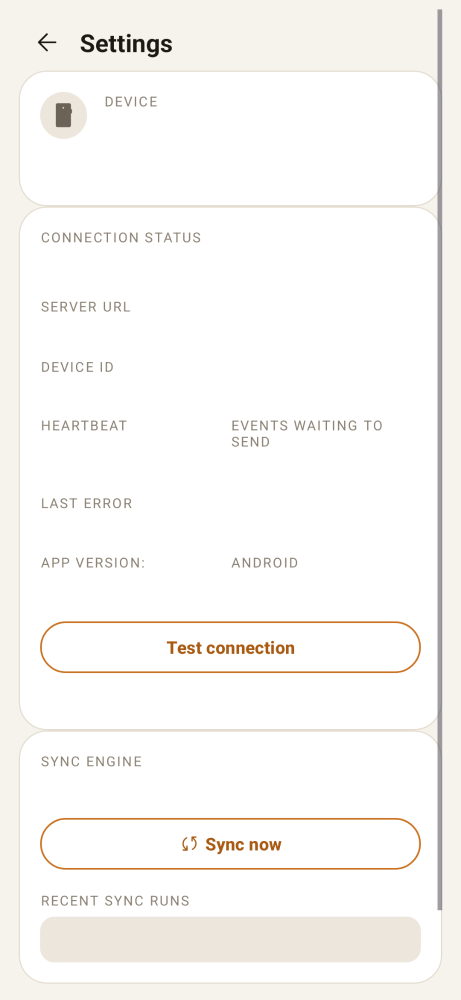 Settings
DEVICE
CONNECTION STATUS
SERVER URL
DEVICE ID
HEARTBEAT
EVENTS WAITING TO
SEND
LAST ERROR
APP VERSION:
ANDROID
Test connection
SYNC ENGINE
Sync now
RECENT SYNC RUNS